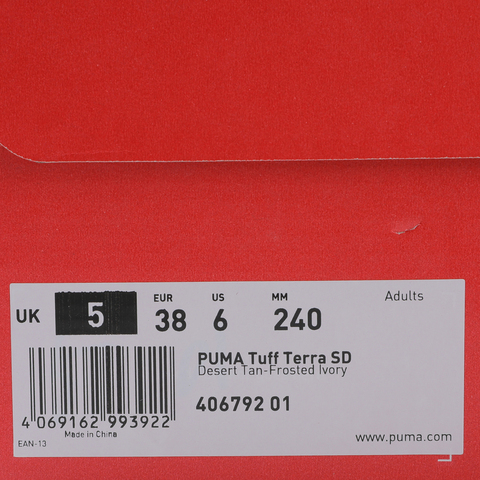 UK 5 EUR 38 US 6 MM 240 Adults
PUMA Tuff Terra SD
Desert Tan-Frosted Ivory
406792 01
4 069162 993922
Made in China
EAN-13
www.puma.com